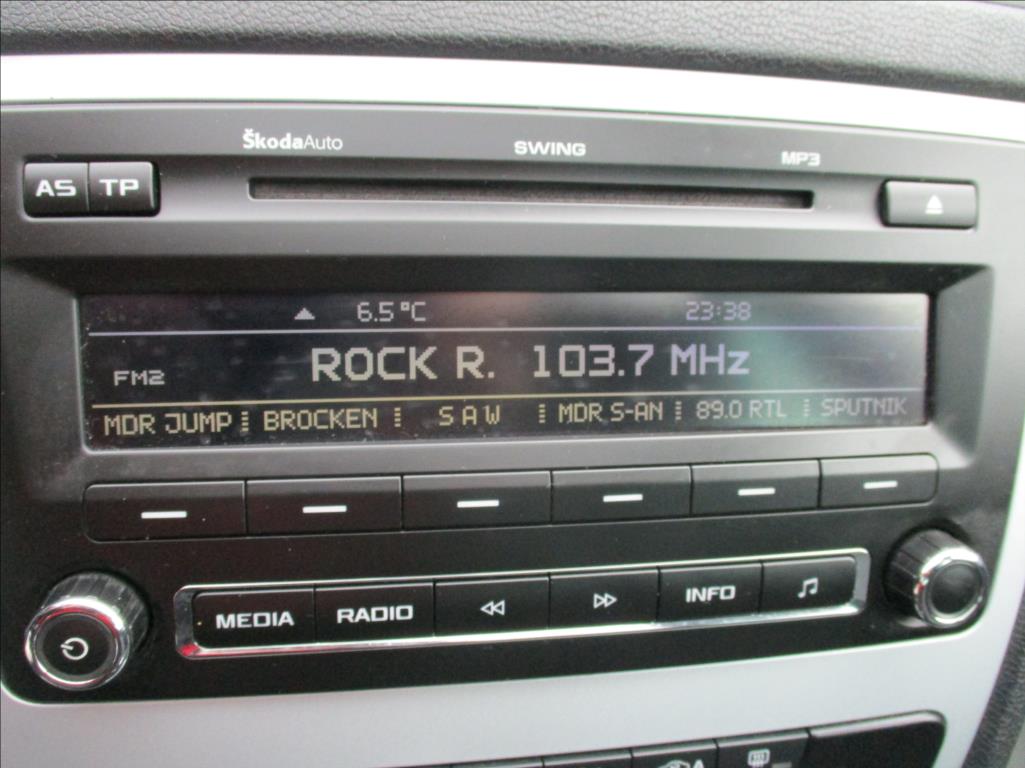 ŠkodaAuto SWING MP3
AS TP
6.5°C 23:38
FM2 ROCK R. 103.7 MHz
MDR JUMP BROCKEN SAW MDR S-AN 89.0 RTL SPUTNIK
MEDIA RADIO INFO